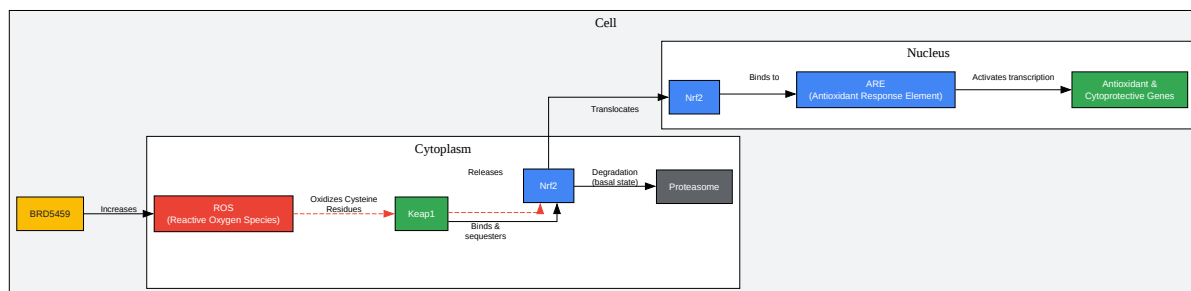 Cell
Nucleus
Nrf2
Binds to
ARE
(Antioxidant Response Element)
Activates transcription
Antioxidant &
Cytoprotective Genes
Translocates
Cytoplasm
BRD5459
Increases
ROS
(Reactive Oxygen Species)
Oxidizes Cysteine
Residues
Keap1
Releases
Binds &
sequesters
Nrf2
Degradation
(basal state)
Proteasome